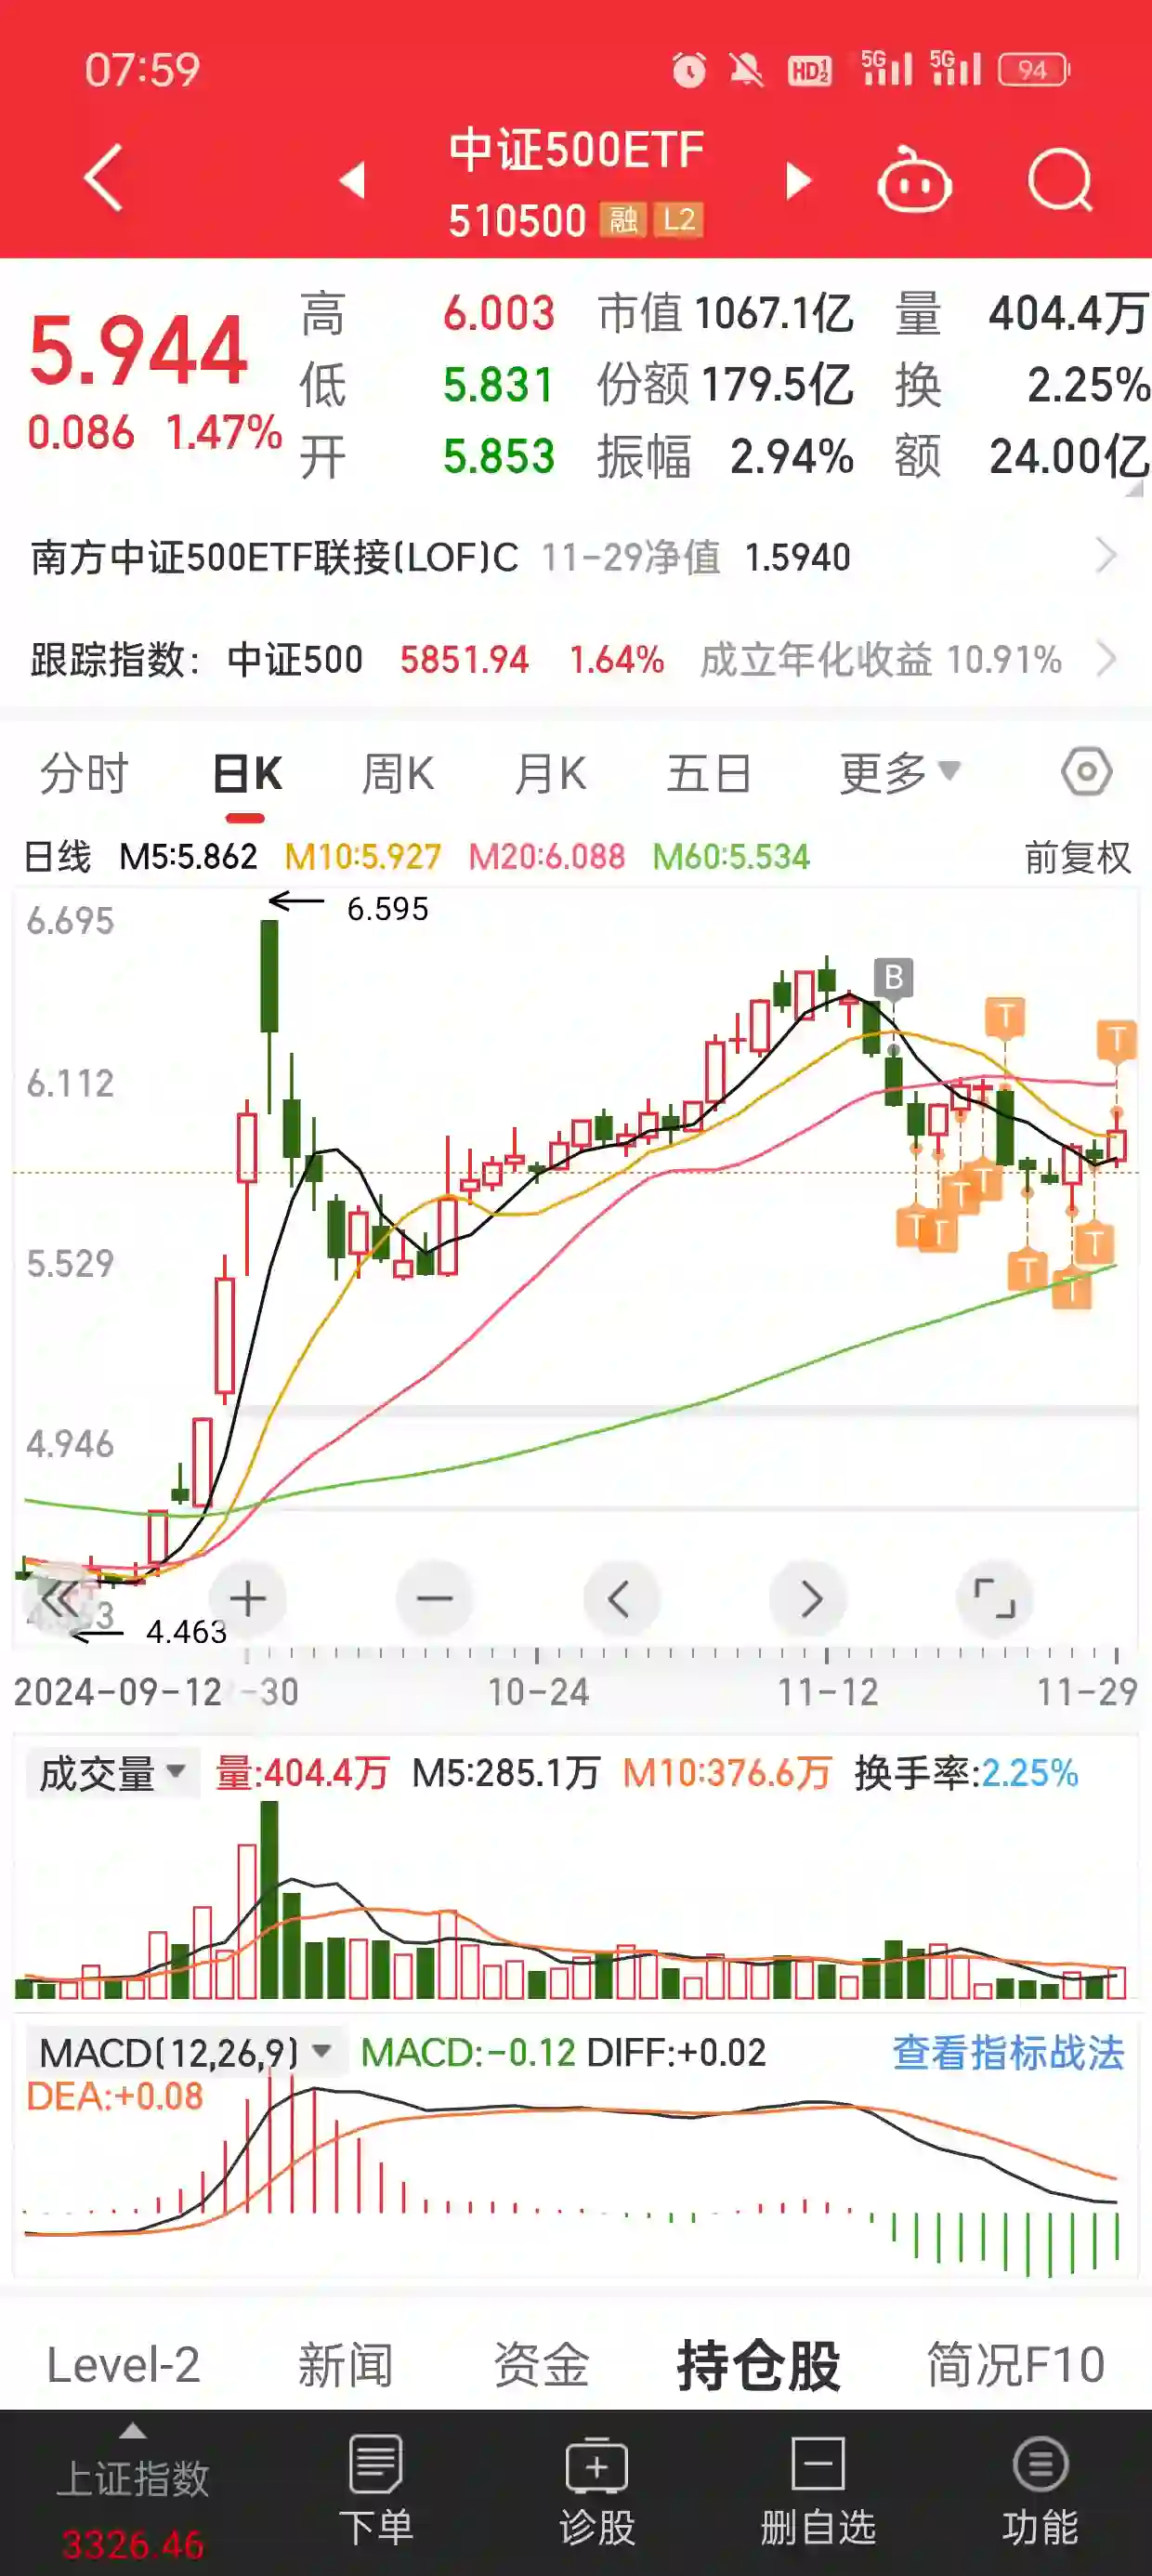 07:59 HD 1 2 5G 5G 94
中证500ETF
510500 融 L2
5.944 高 6.003 市值 1067.1亿 量 404.4万
低 5.831 份额 179.5亿 换 2.25%
0.086 1.47% 开 5.853 振幅 2.94% 额 24.00亿
南方中证500ETF联接(LOF)C 11-29净值 1.5940
跟踪指数: 中证500 5851.94 1.64% 成立年化收益 10.91%
分时 日K 周K 月K 五日 更多
日线 M5:5.862 M10:5.927 M20:6.088 M60:5.534 前复权
6.695 6.595
B
T T
6.112
T T T T
T T T
5.529
4.946
4.463
2024-09-12 -30 10-24 11-12 11-29
成交量 量:404.4万 M5:285.1万 M10:376.6万 换手率:2.25%
MACD(12,26,9) MACD:-0.12 DIFF:+0.02 查看指标战法
DEA:+0.08
Level-2 新闻 资金 持仓股 简况F10
上证指数 下单 诊股 删自选 功能
3326.46